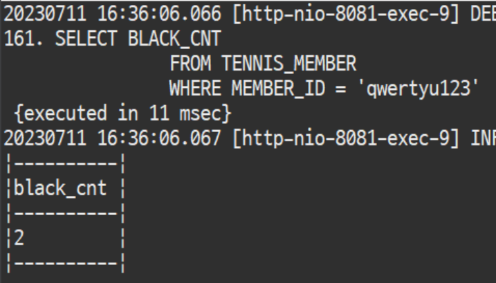 20230711 16:36:06.066 [http-nio-8081-exec-9] DEB
161. SELECT BLACK_CNT
FROM TENNIS_MEMBER
WHERE MEMBER_ID = 'qwertyu123'
{executed in 11 msec}
20230711 16:36:06.067 [http-nio-8081-exec-9] INF
|----------|
|black_cnt |
|----------|
|2         |
|----------|